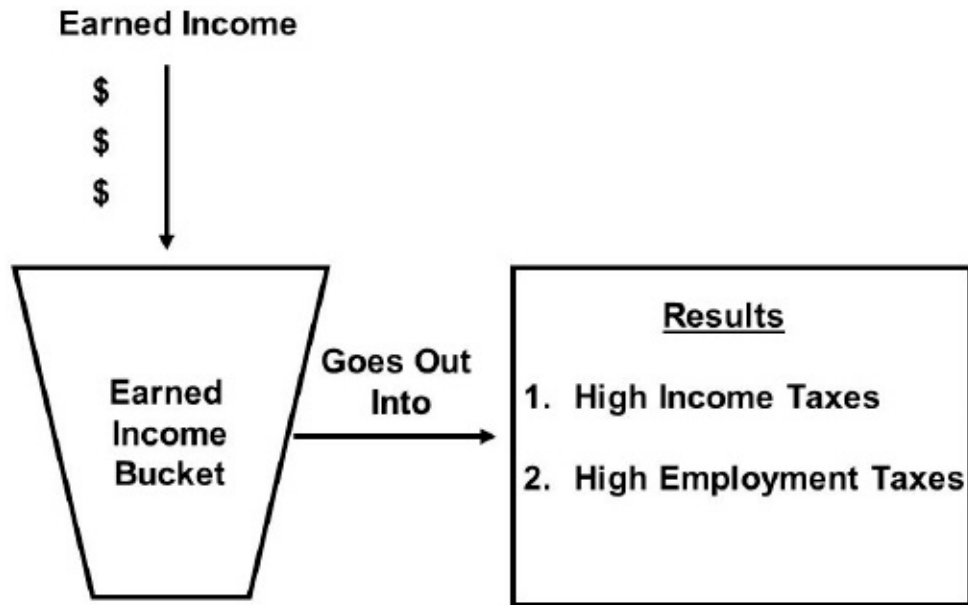 Earned Income
$
$
$
Earned
Income
Bucket
Goes Out
Into
Results
1. High Income Taxes
2. High Employment Taxes